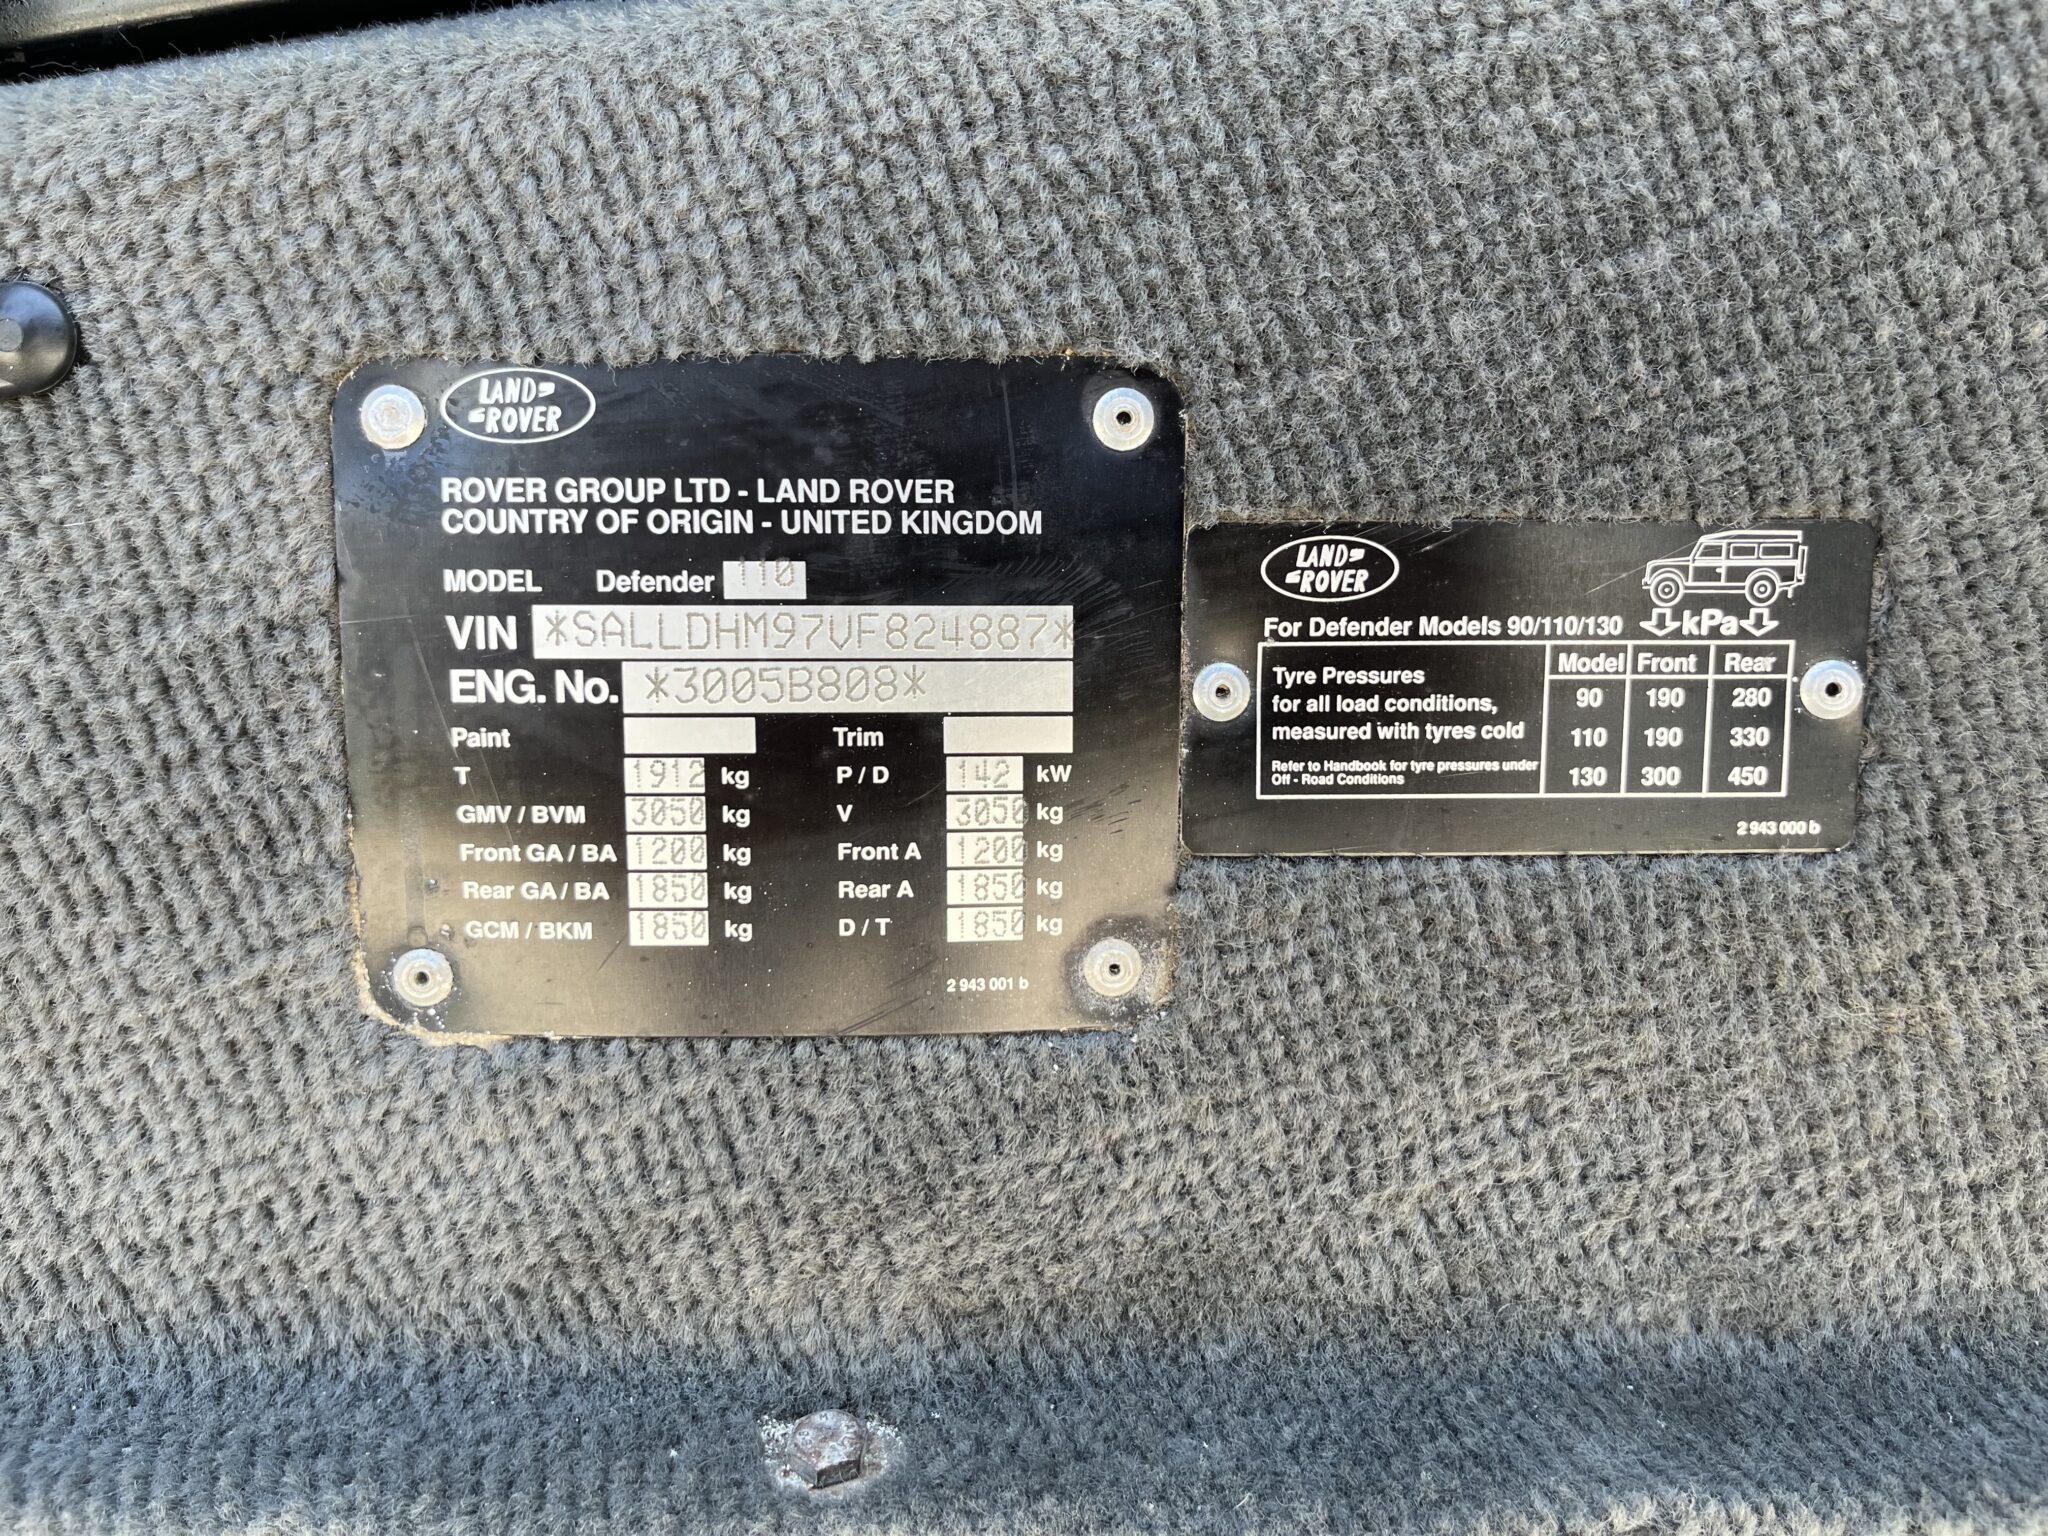 LAND ROVER
ROVER GROUP LTD - LAND ROVER
COUNTRY OF ORIGIN - UNITED KINGDOM
MODEL Defender 110
VIN *SALLDHM97VF824887*
ENG. No. *3005B808*
Paint Trim
T 1912 kg P / D 142 kW
GMV / BVM 3050 kg V 3050 kg
Front GA / BA 1200 kg Front A 1200 kg
Rear GA / BA 1850 kg Rear A 1850 kg
GCM / BKM 1850 kg D / T 1850 kg
2 943 001 b
LAND ROVER
For Defender Models 90/110/130 kPa
Tyre Pressures
for all load conditions,
measured with tyres cold
Refer to Handbook for tyre pressures under
Off - Road Conditions
Model Front Rear
90 190 280
110 190 330
130 300 450
2 943 000 b